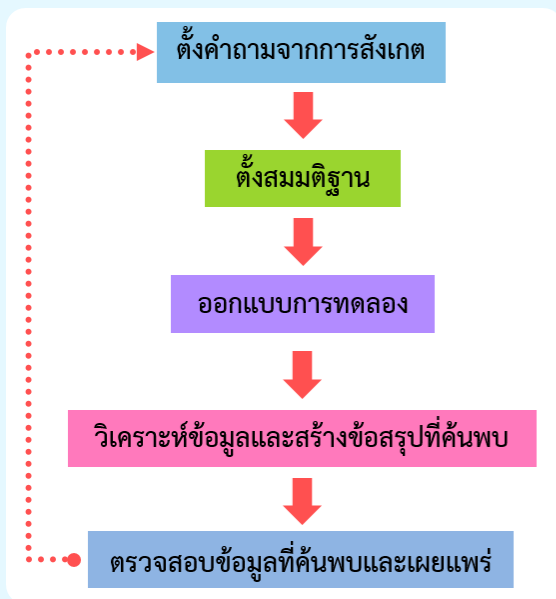 ตั้งคำถามจากการสังเกต
ตั้งสมมติฐาน
ออกแบบการทดลอง
วิเคราะห์ข้อมูลและสร้างข้อสรุปที่ค้นพบ
ตรวจสอบข้อมูลที่ค้นพบและเผยแพร่